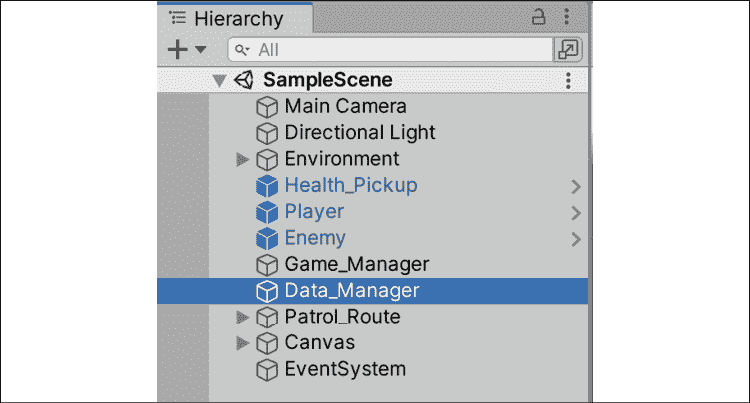 Hierarchy
All
SampleScene
Main Camera
Directional Light
Environment
Health_Pickup
Player
Enemy
Game_Manager
Data_Manager
Patrol_Route
Canvas
EventSystem